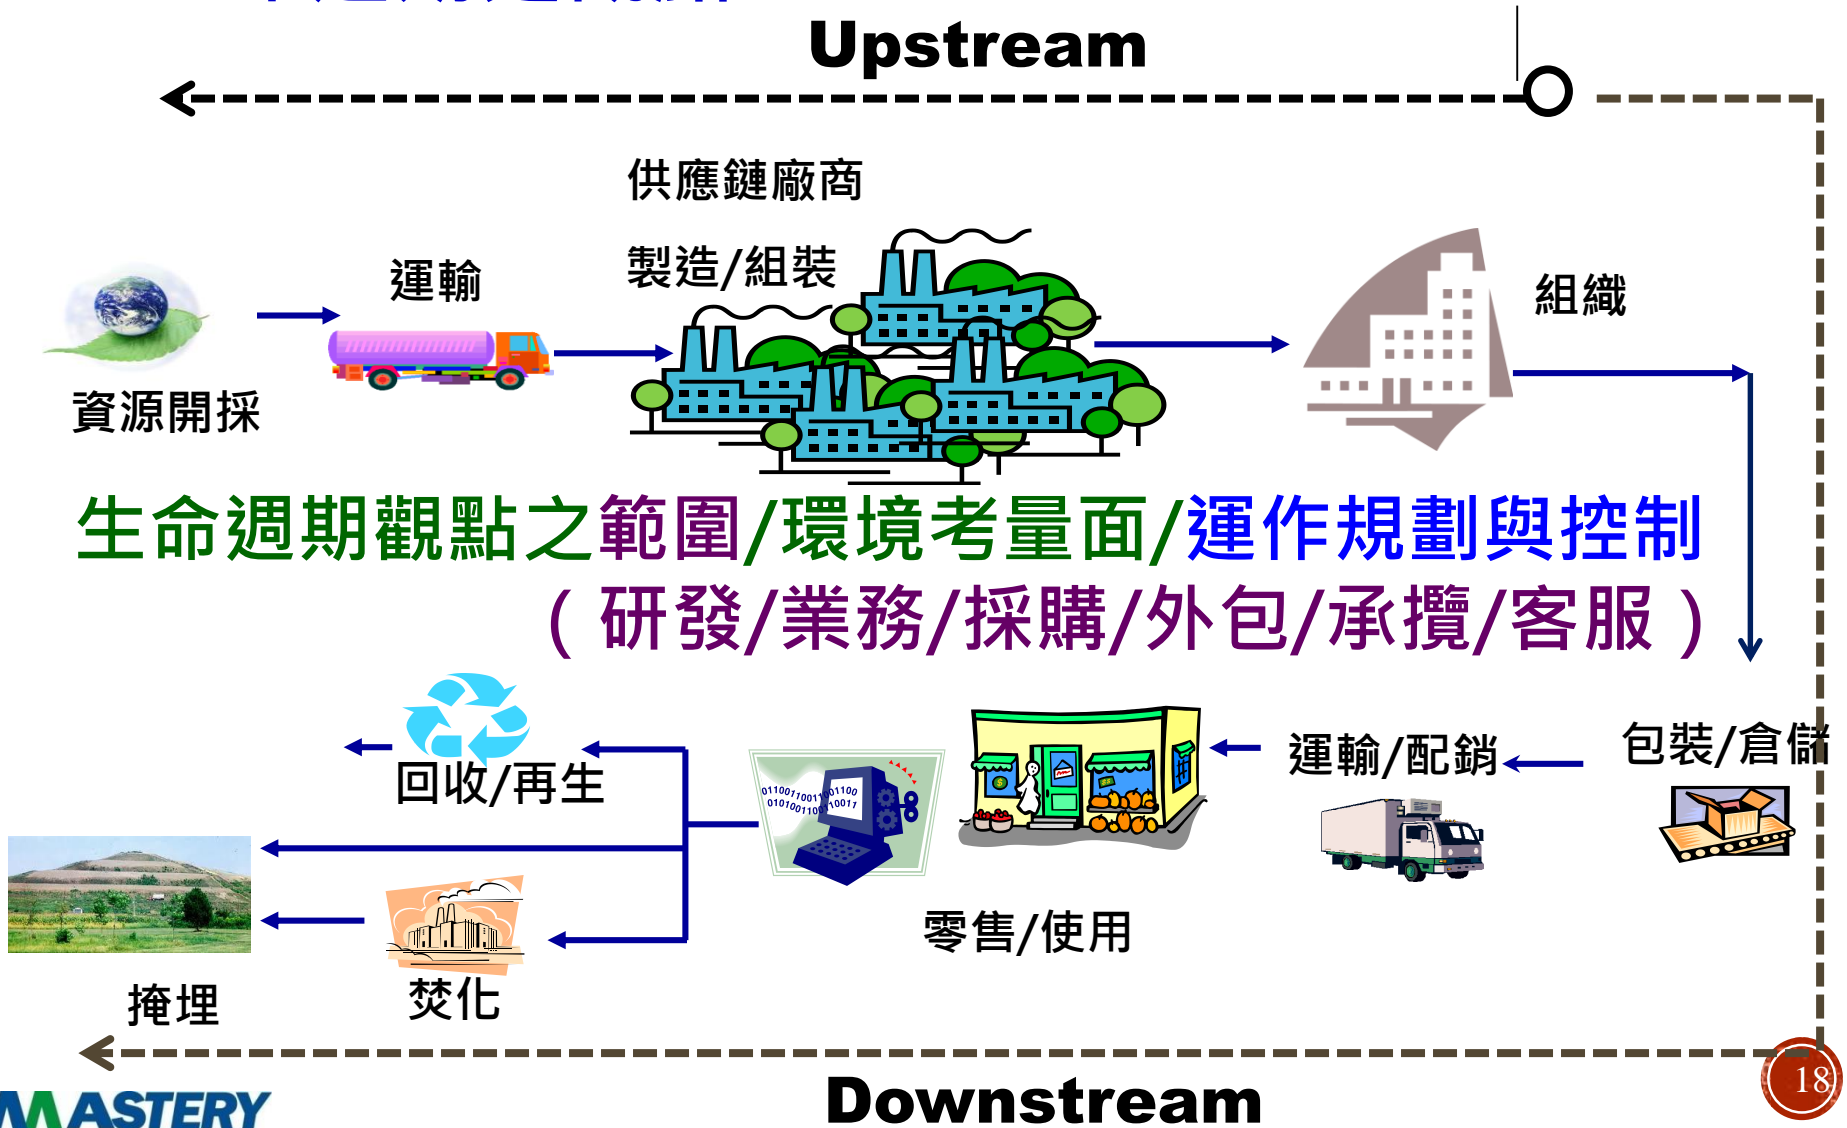 Upstream
供應鏈廠商
製造/組裝
運輸
組織
資源開採
生命週期觀點之範圍/環境考量面/運作規劃與控制
（研發/業務/採購/外包/承攬/客服）
包裝/倉儲
運輸/配銷
回收/再生
011001100110011001100
零售/使用
焚化
掩埋
Downstream
18
MASTERY